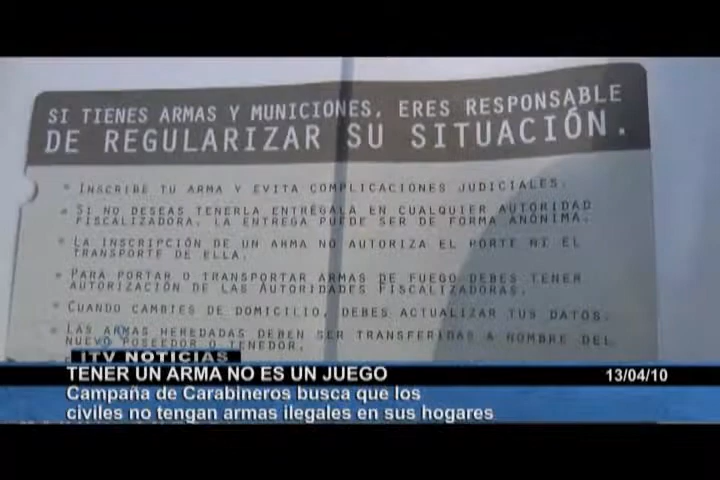 SI TIENES ARMAS Y MUNICIONES, ERES RESPONSABLE
DE REGULARIZAR SU SITUACIÓN.
• INSCRIBE TU ARMA Y EVITA COMPLICACIONES JUDICIALES.
• SI NO DESEAS TENERLA ENTRÉGALA EN CUALQUIER AUTORIDAD
FISCALIZADORA. LA ENTREGA PUEDE SER DE FORMA ANÓNIMA.
• LA INSCRIPCIÓN DE UN ARMA NO AUTORIZA EL PORTE NI EL
TRANSPORTE DE ELLA.
• PARA PORTAR O TRANSPORTAR ARMAS DE FUEGO DEBES TENER
AUTORIZACIÓN DE LAS AUTORIDADES FISCALIZADORAS.
• CUANDO CAMBIES DE DOMICILIO, DEBES ACTUALIZAR TUS DATOS.
• LAS ARMAS HEREDADAS DEBEN SER TRANSFERIDAS A NOMBRE DEL
NUEVO POSEEDOR O TENEDOR.
ITV NOTICIAS
TENER UN ARMA NO ES UN JUEGO 13/04/10
Campaña de Carabineros busca que los
civiles no tengan armas ilegales en sus hogares